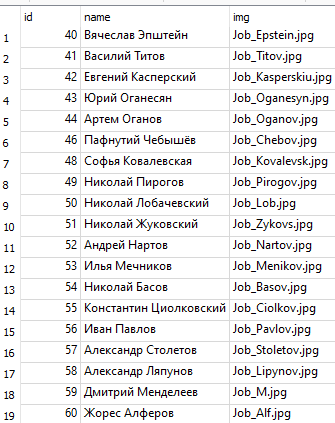 id name img
1 40 Вячеслав Эпштейн Job_Epstein.jpg
2 41 Василий Титов Job_Titov.jpg
3 42 Евгений Касперский Job_Kasperskiu.jpg
4 43 Юрий Оганесян Job_Oganesyn.jpg
5 44 Артем Оганов Job_Oganov.jpg
6 46 Пафнутий Чебышёв Job_Chebov.jpg
7 48 Софья Ковалевская Job_Kovalevsk.jpg
8 49 Николай Пирогов Job_Pirogov.jpg
9 50 Николай Лобачевский Job_Lob.jpg
10 51 Николай Жуковский Job_Zykovs.jpg
11 52 Андрей Нартов Job_Nartov.jpg
12 53 Илья Мечников Job_Menikov.jpg
13 54 Николай Басов Job_Basov.jpg
14 55 Константин Циолковский Job_Ciolkov.jpg
15 56 Иван Павлов Job_Pavlov.jpg
16 57 Александр Столетов Job_Stoletov.jpg
17 58 Александр Ляпунов Job_Lipynov.jpg
18 59 Дмитрий Менделеев Job_M.jpg
19 60 Жорес Алферов Job_Alf.jpg